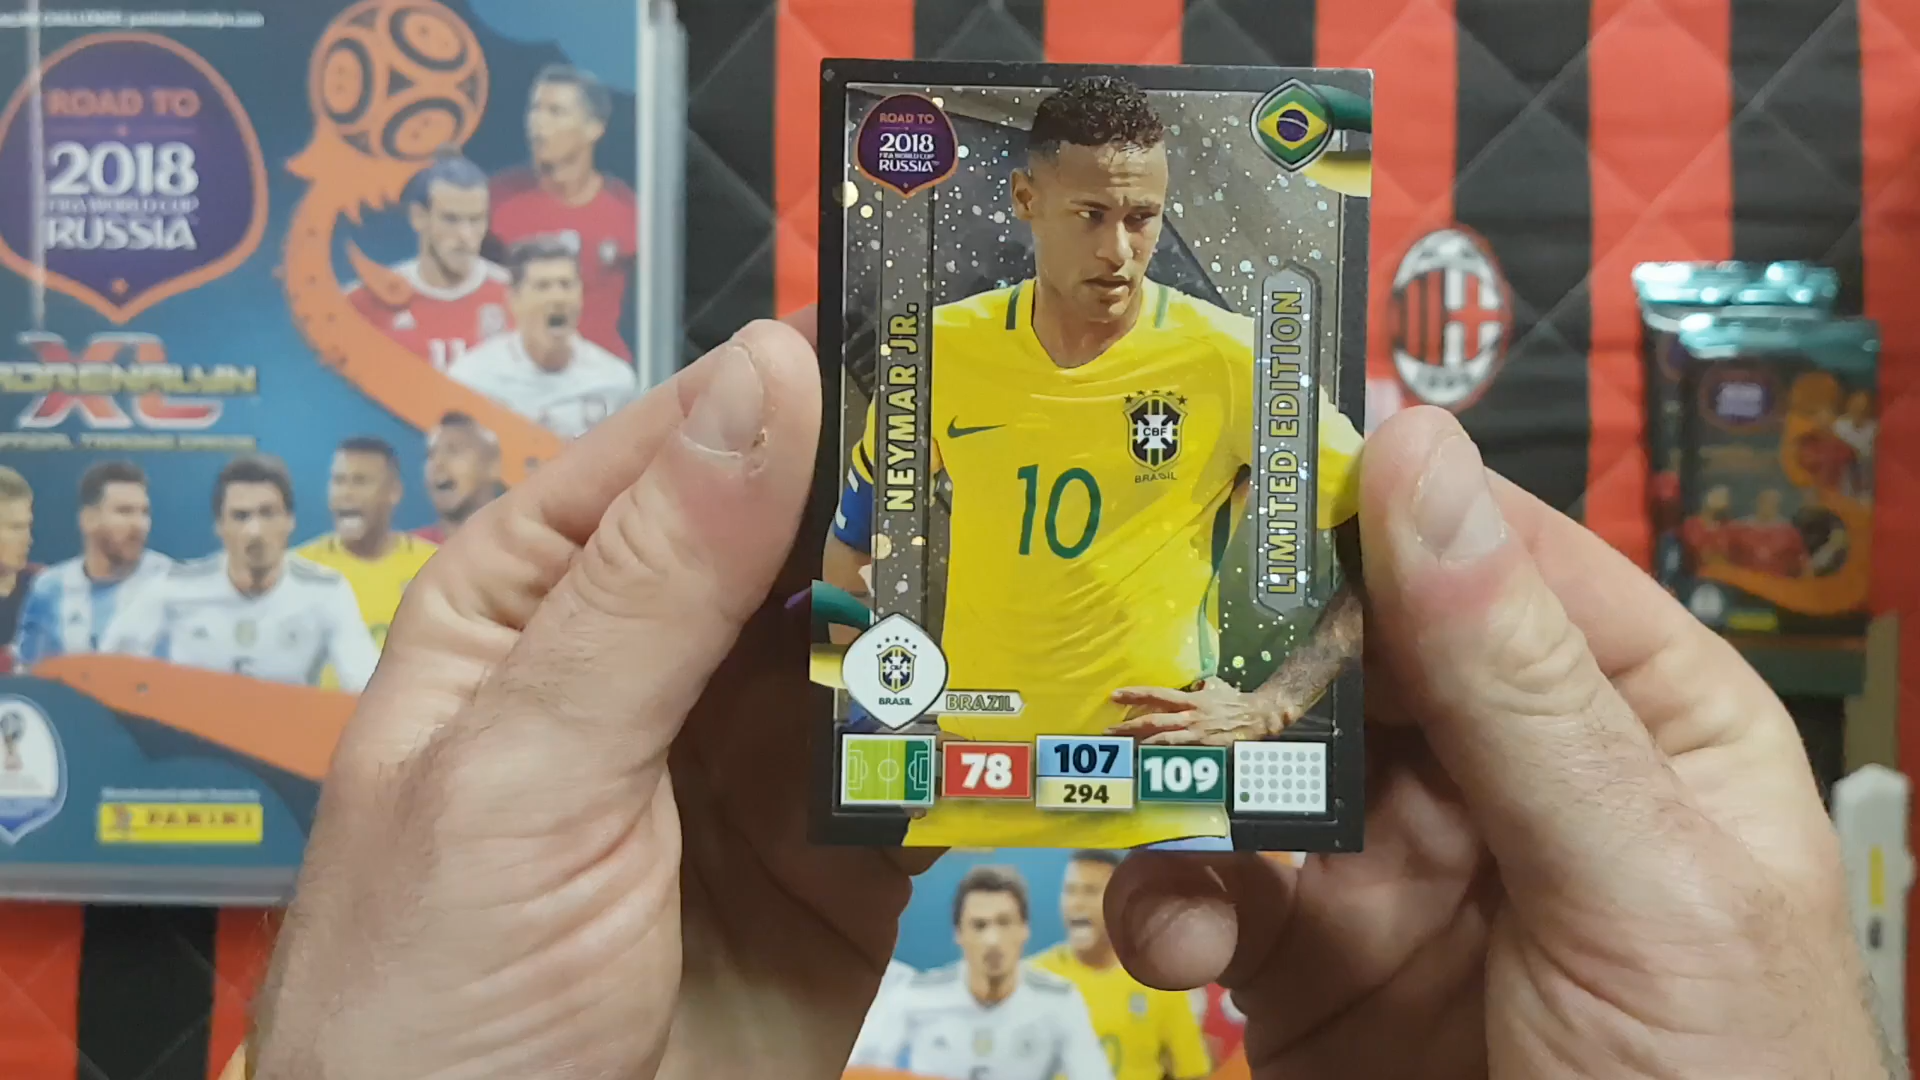 ROAD TO
2018
FIFA WORLD CUP
RUSSIA
XL
ADRENALYN
PANINI
ROAD TO
2018
FIFA WORLD CUP
RUSSIA
NEYMAR JR.
LIMITED EDITION
CBF
BRASIL
10
BRASIL
BRAZIL
78
107
294
109
11